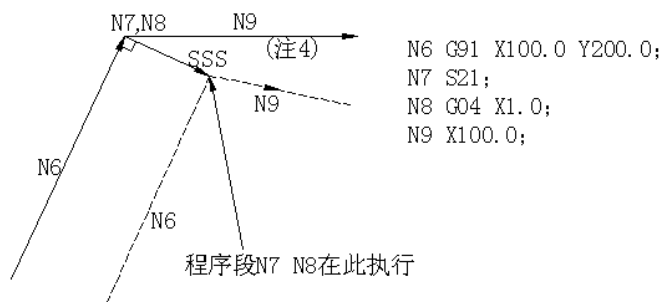 N7,N8
N9
(注4)
SSS
N9
N6
N6
程序段N7 N8在此执行
N6 G91 X100.0 Y200.0;
N7 S21;
N8 G04 X1.0;
N9 X100.0;